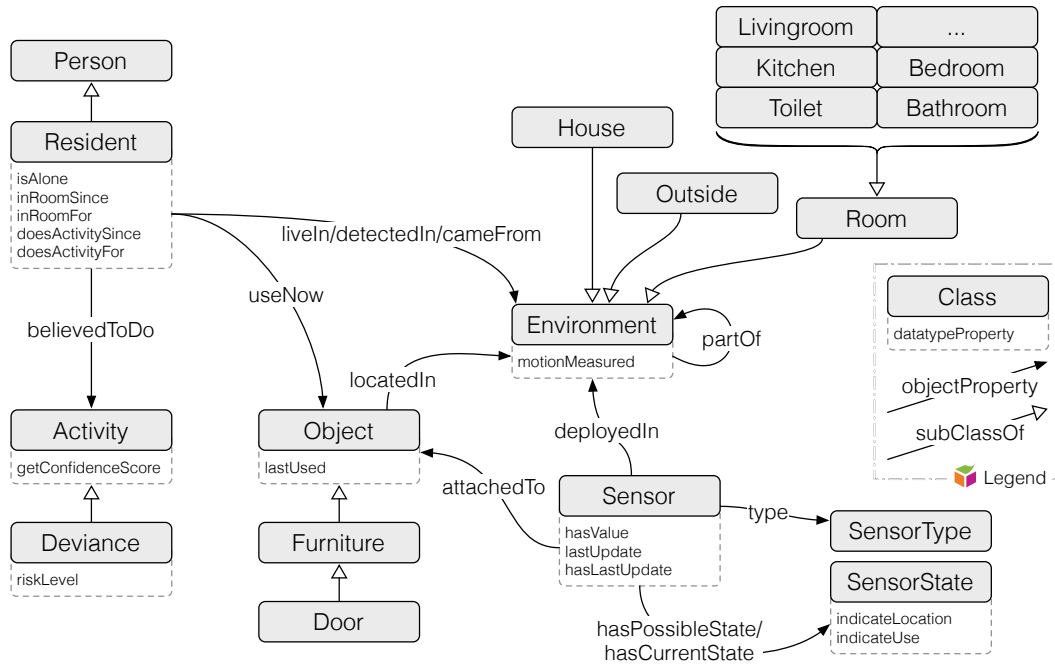 Person
Resident
isAlone
inRoomSince
inRoomFor
doesActivitySince
doesActivityFor
believedToDo
Activity
getConfidenceScore
Deviance
riskLevel
liveIn/detectedIn/cameFrom
useNow
locatedIn
Object
lastUsed
Furniture
Door
House
Outside
Livingroom
...
Kitchen
Bedroom
Toilet
Bathroom
Room
Environment
motionMeasured
partOf
deployedIn
attachedTo
Sensor
hasValue
lastUpdate
hasLastUpdate
type
SensorType
SensorState
indicateLocation
indicateUse
hasPossibleState/
hasCurrentState
Class
datatypeProperty
objectProperty
subClassOf
Legend